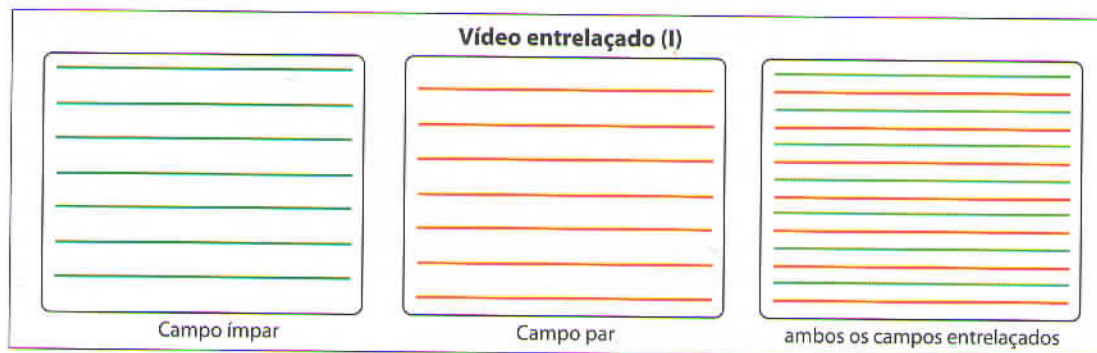 Vídeo entrelaçado (I)
Campo ímpar
Campo par
ambos os campos entrelaçados